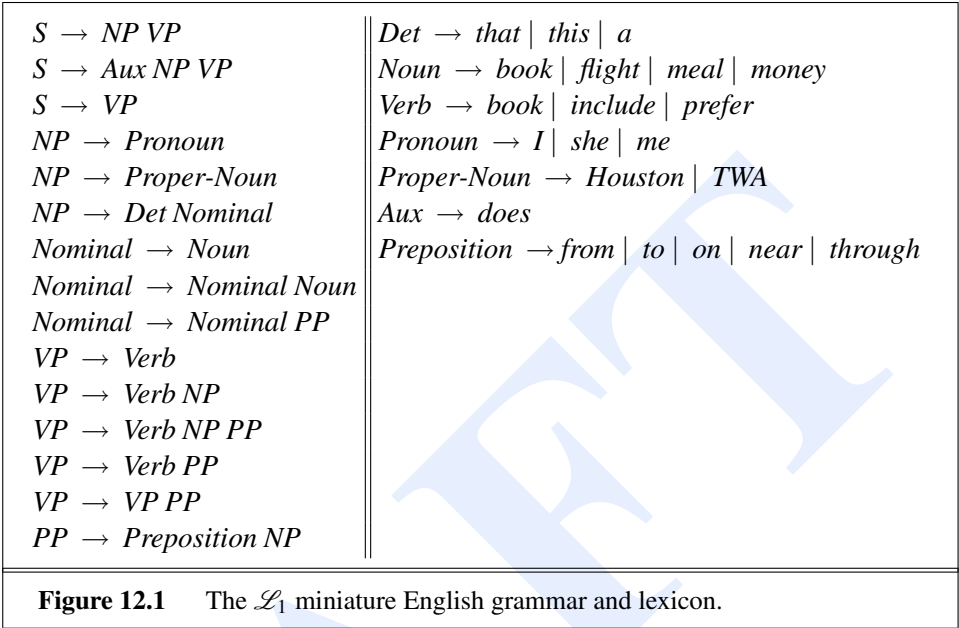 S → NP VP Det → that | this | a
S → Aux NP VP Noun → book | flight | meal | money
S → VP Verb → book | include | prefer
NP → Pronoun Pronoun → I | she | me
NP → Proper-Noun Proper-Noun → Houston | TWA
NP → Det Nominal Aux → does
Nominal → Noun Preposition → from | to | on | near | through
Nominal → Nominal Noun
Nominal → Nominal PP
VP → Verb
VP → Verb NP
VP → Verb NP PP
VP → Verb PP
VP → VP PP
PP → Preposition NP
Figure 12.1 The ℒ₁ miniature English grammar and lexicon.